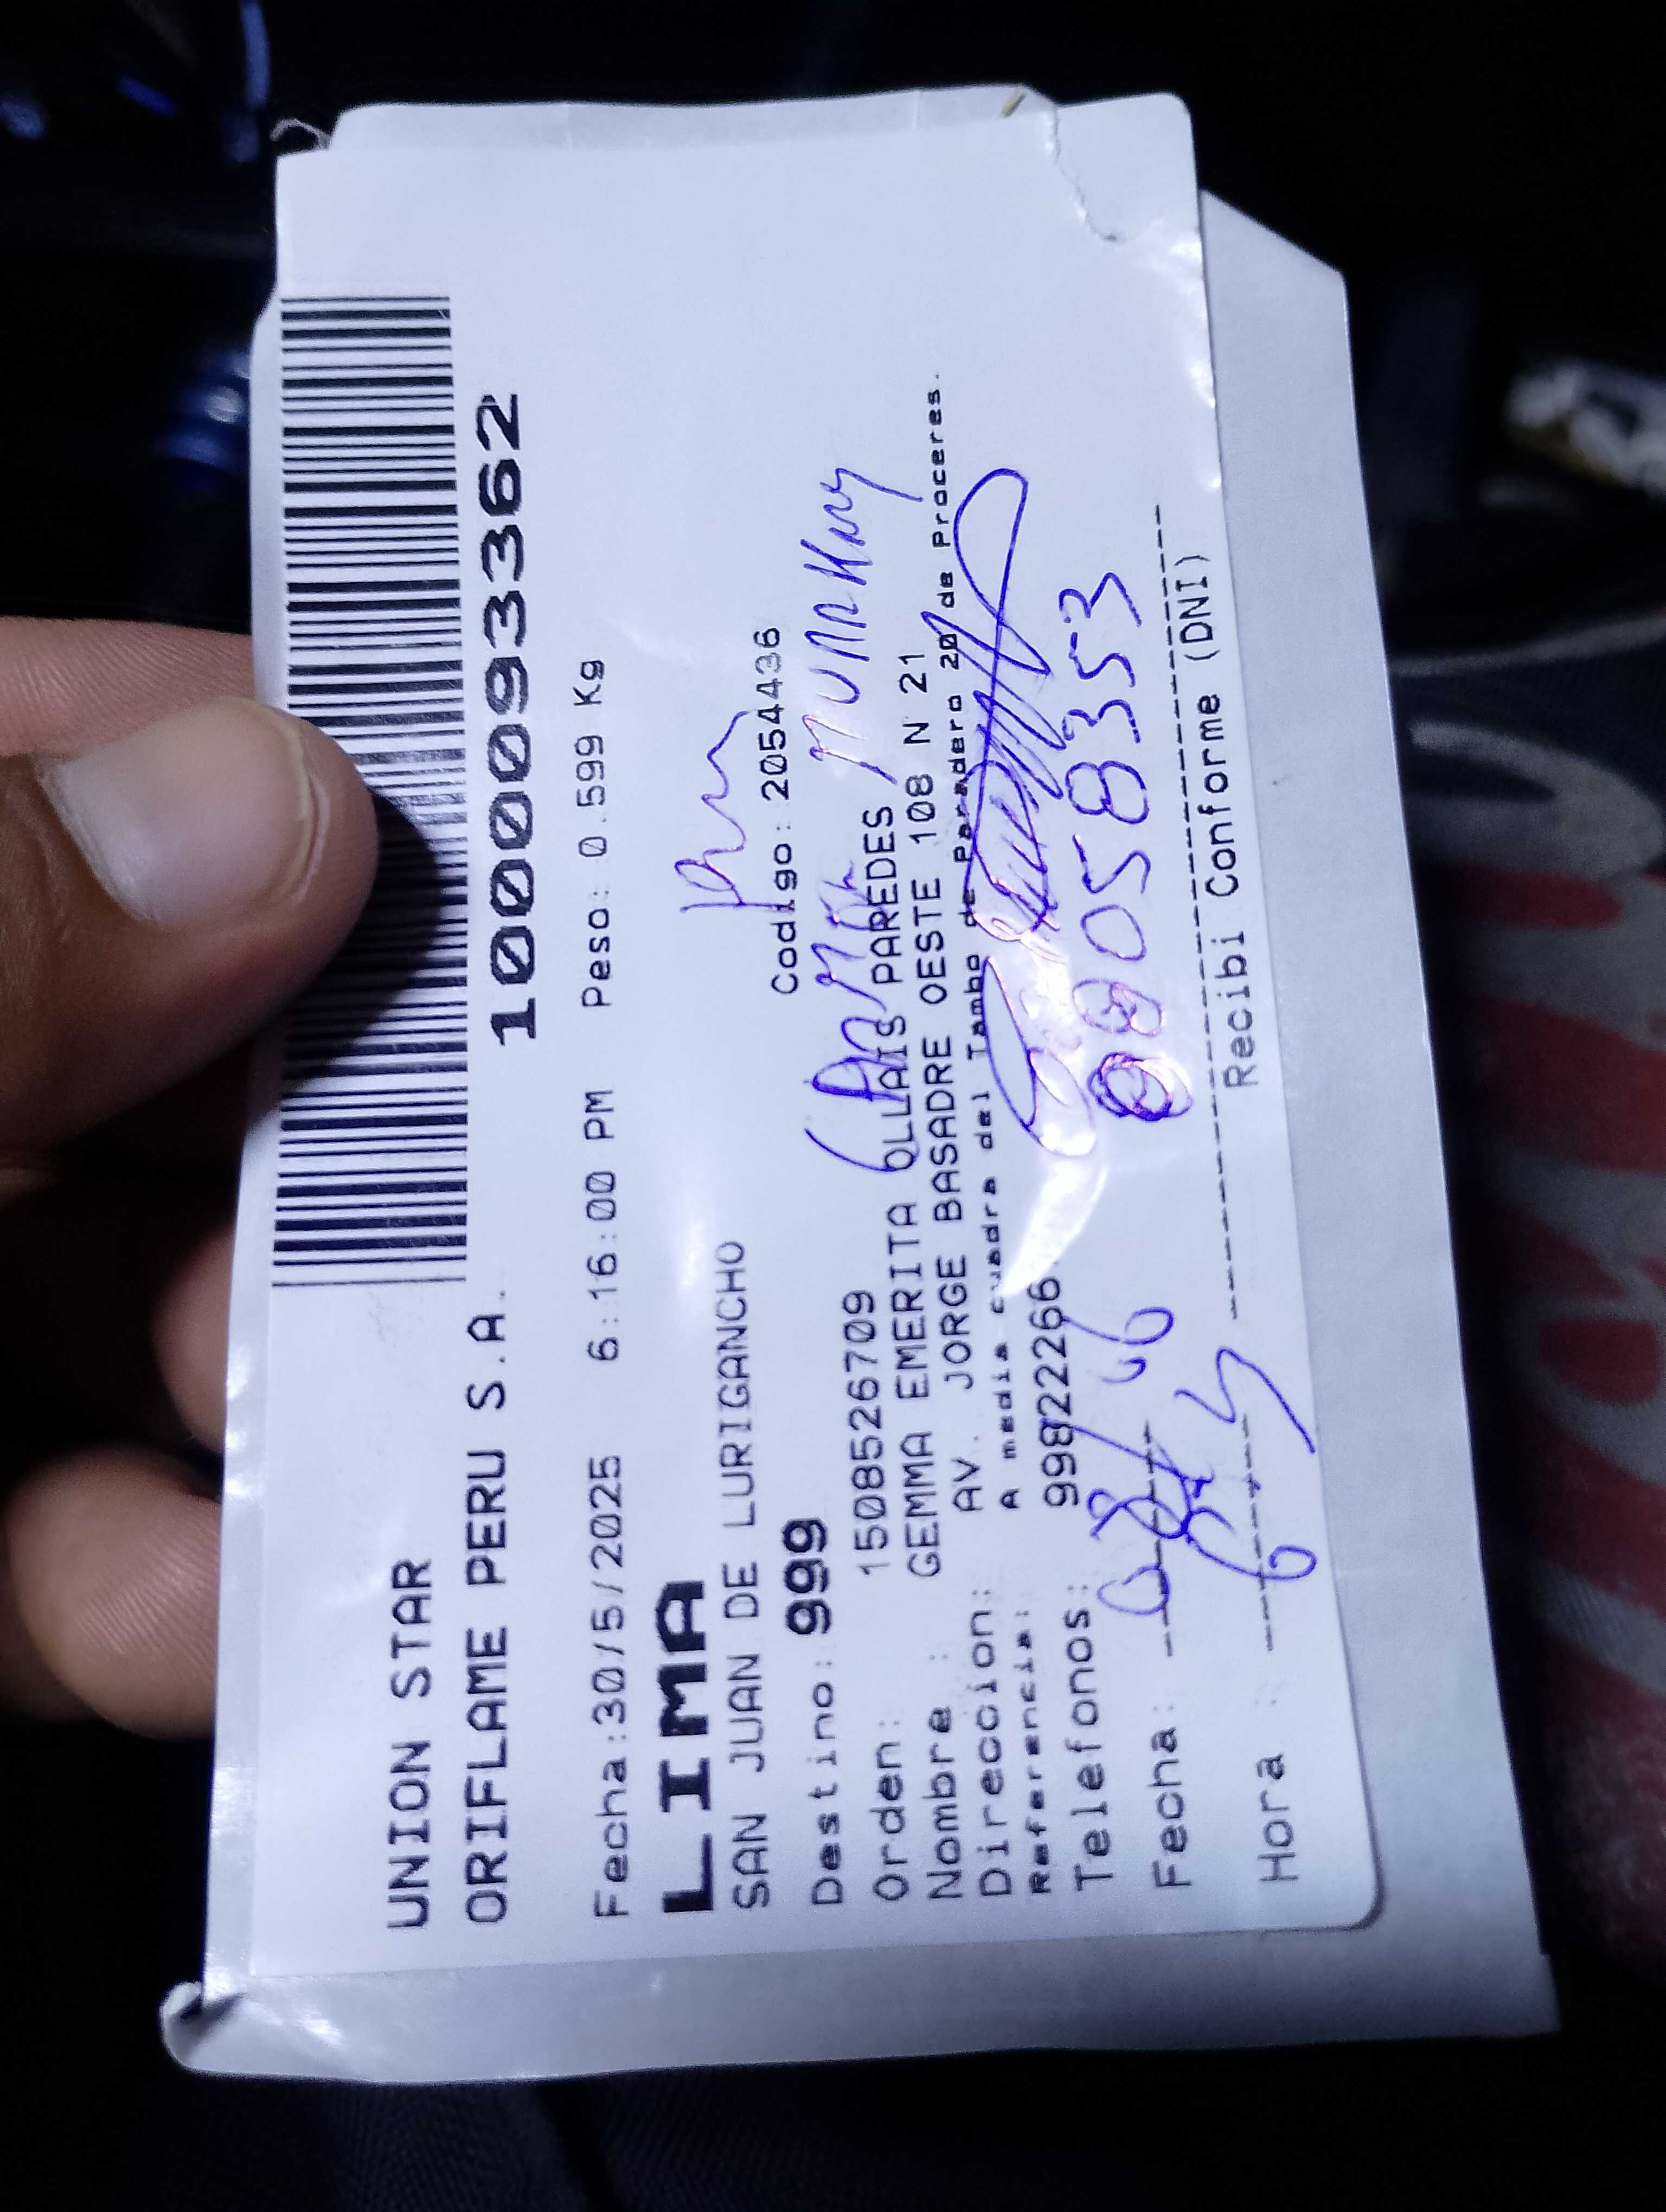 UNION STAR
ORIFLAME PERU S.A.
10000933362
Fecha:30/5/2025 6:16:00 PM Peso: 0.599 Kg
LIMA
SAN JUAN DE LURIGANCHO
Destino: 999 Codigo: 2054436
Orden: 1508526709
Nombre : GEMMA EMERITA OLLAIS PAREDES
Direccion: AV. JORGE BASADRE OESTE 108 N 21
Referencia: A media cuadra del Tambo de Paradero 20 de Proceres.
Telefonos: 998222266
00058353
Fecha:
Hora :
Recibi Conforme (DNI)